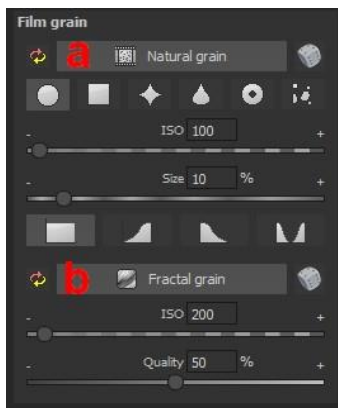 Film grain
a Natural grain
- ISO 100 +
- Size 10 % +
b Fractal grain
- ISO 200 +
- Quality 50 % +